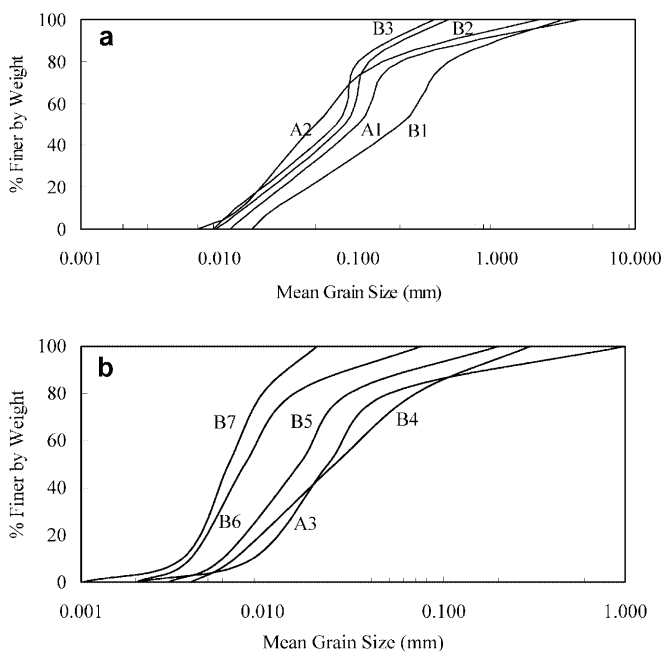 a
100
80
60
40
20
0
% Finer by Weight
B3
B2
A2
A1
B1
0.001
0.010
0.100
1.000
10.000
Mean Grain Size (mm)
b
100
80
60
40
20
0
% Finer by Weight
B7
B5
B4
B6
A3
0.001
0.010
0.100
1.000
Mean Grain Size (mm)